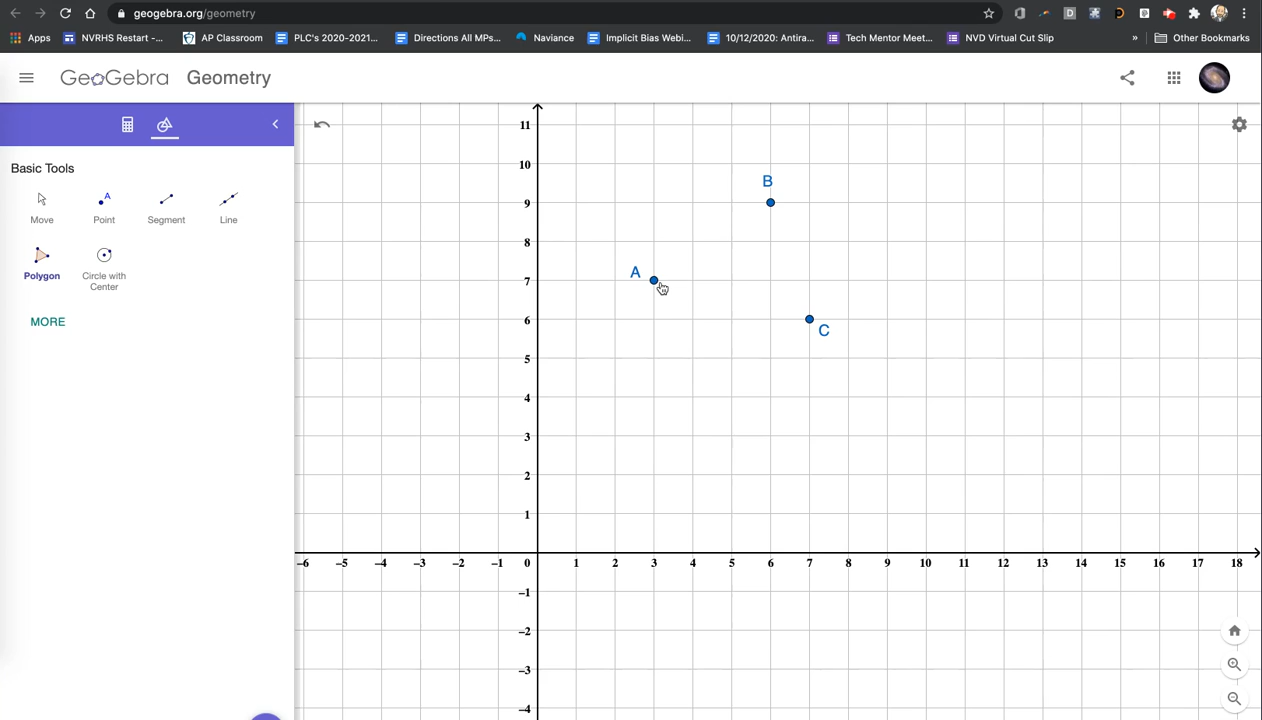 geogebra.org/geometry
Apps NVRHS Restart -... AP Classroom PLC's 2020-2021... Directions All MPs... Naviance Implicit Bias Webi... 10/12/2020: Antira... Tech Mentor Meet... NVD Virtual Cut Slip » Other Bookmarks
GeoGebra Geometry
Basic Tools
Move Point Segment Line
Polygon Circle with Center
MORE
11
10
9
8
7
6
5
4
3
2
1
B
A
C
-6 -5 -4 -3 -2 -1 0 1 2 3 4 5 6 7 8 9 10 11 12 13 14 15 16 17 18
-1
-2
-3
-4